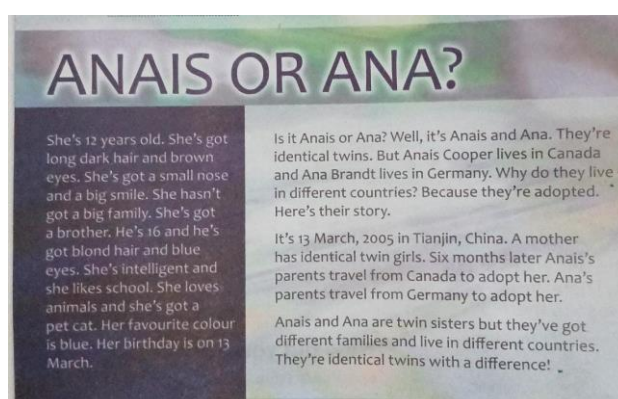 ANAIS OR ANA?
She's 12 years old. She's got
long dark hair and brown
eyes. She's got a small nose
and a big smile. She hasn't
got a big family. She's got
a brother. He's 16 and he's
got blond hair and blue
eyes. She's intelligent and
she likes school. She loves
animals and she's got a
pet cat. Her favourite colour
is blue. Her birthday is on 13
March.
Is it Anais or Ana? Well, it's Anais and Ana. They're
identical twins. But Anais Cooper lives in Canada
and Ana Brandt lives in Germany. Why do they live
in different countries? Because they're adopted.
Here's their story.
It's 13 March, 2005 in Tianjin, China. A mother
has identical twin girls. Six months later Anais's
parents travel from Canada to adopt her. Ana's
parents travel from Germany to adopt her.
Anais and Ana are twin sisters but they've got
different families and live in different countries.
They're identical twins with a difference!